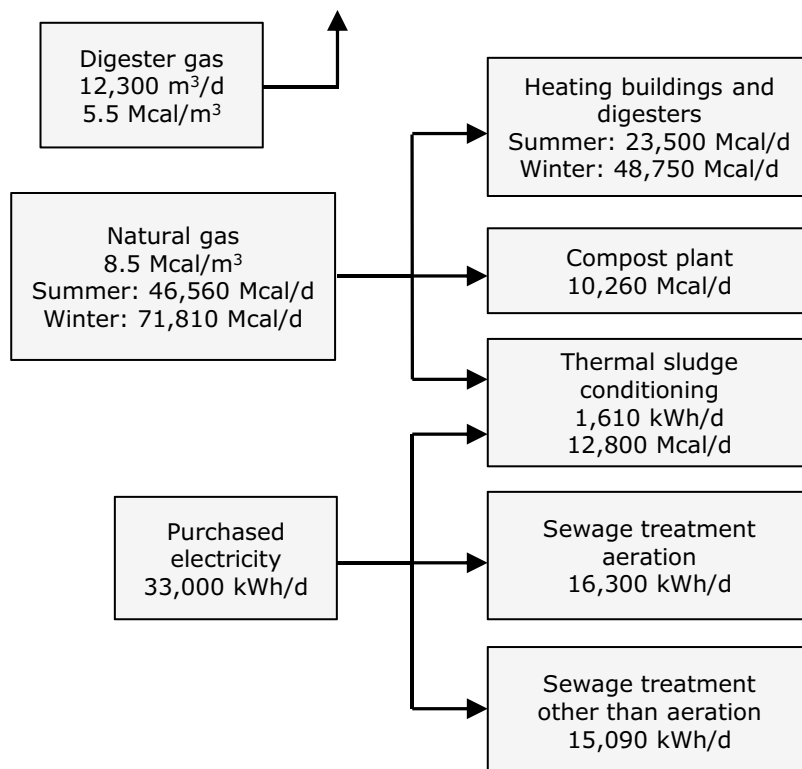 Digester gas
12,300 m³/d
5.5 Mcal/m³
Heating buildings and
digesters
Summer: 23,500 Mcal/d
Winter: 48,750 Mcal/d
Natural gas
8.5 Mcal/m³
Summer: 46,560 Mcal/d
Winter: 71,810 Mcal/d
Compost plant
10,260 Mcal/d
Thermal sludge
conditioning
1,610 kWh/d
12,800 Mcal/d
Purchased
electricity
33,000 kWh/d
Sewage treatment
aeration
16,300 kWh/d
Sewage treatment
other than aeration
15,090 kWh/d